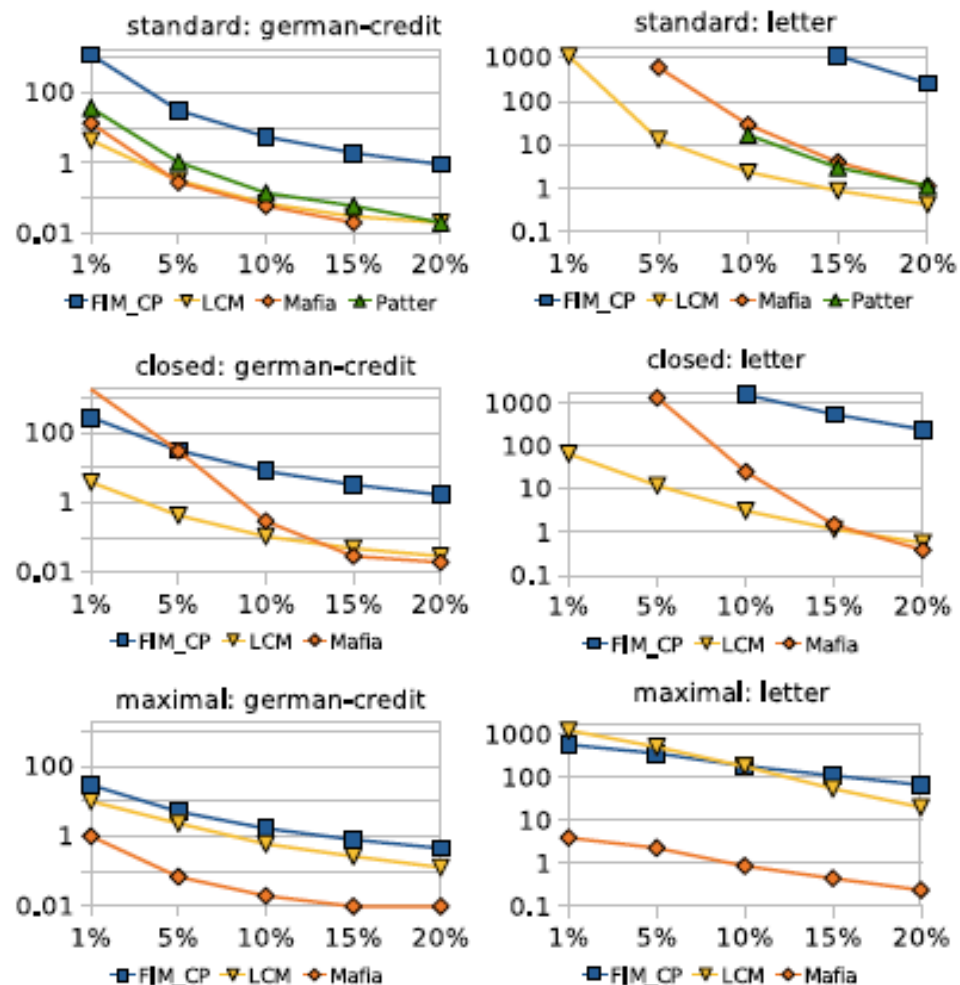 standard: german-credit
100
1
0.01
1% 5% 10% 15% 20%
FIM_CP LCM Mafia Patter
standard: letter
1000
100
10
1
0.1
1% 5% 10% 15% 20%
FIM_CP LCM Mafia Patter
closed: german-credit
100
1
0.01
1% 5% 10% 15% 20%
FIM_CP LCM Mafia
closed: letter
1000
100
10
1
0.1
1% 5% 10% 15% 20%
FIM_CP LCM Mafia
maximal: german-credit
100
1
0.01
1% 5% 10% 15% 20%
FIM_CP LCM Mafia
maximal: letter
1000
100
10
1
0.1
1% 5% 10% 15% 20%
FIM_CP LCM Mafia